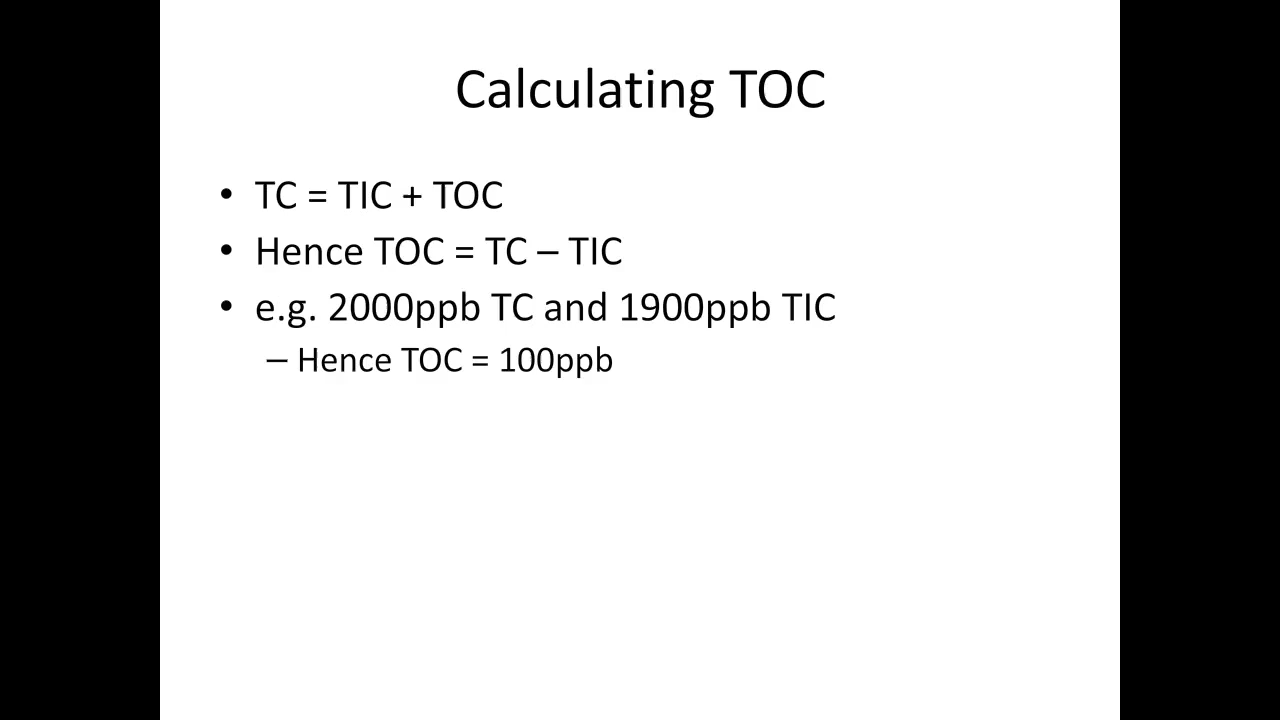 Calculating TOC
• TC = TIC + TOC
• Hence TOC = TC – TIC
• e.g. 2000ppb TC and 1900ppb TIC
– Hence TOC = 100ppb